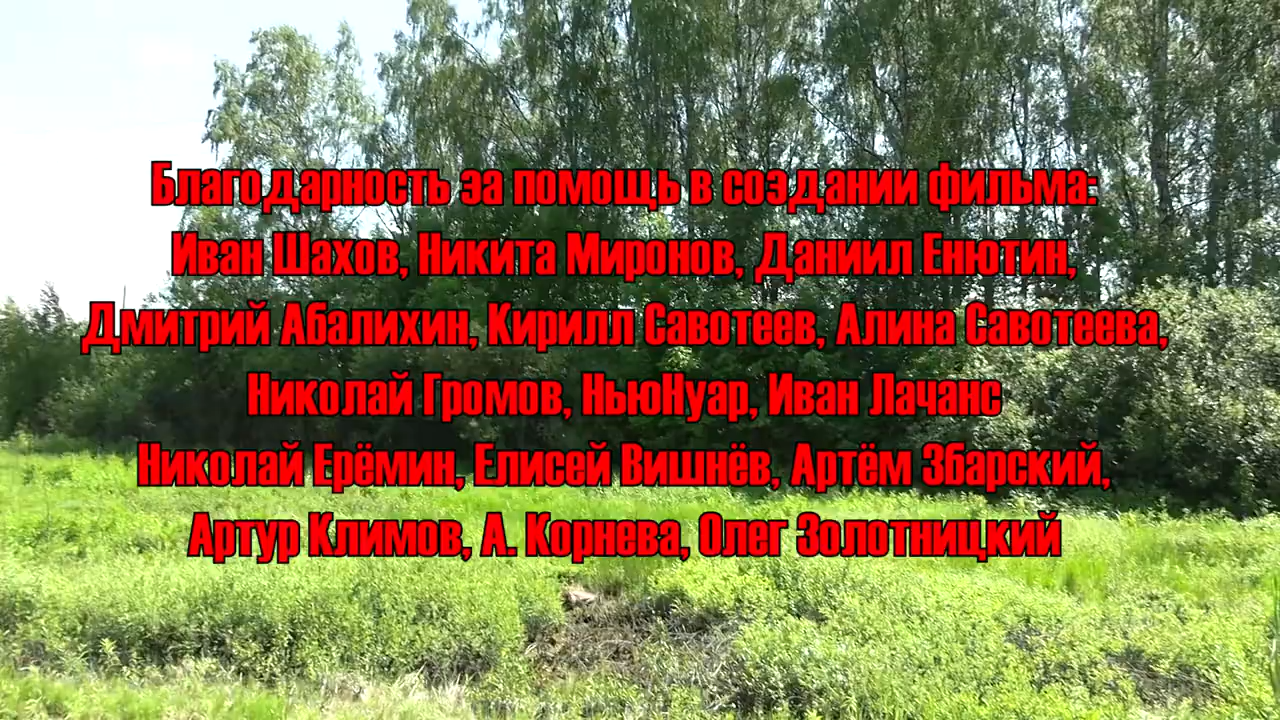 Благодарность за помощь в создании фильма:
Иван Шахов, Никита Миронов, Даниил Енютин,
Дмитрий Абалихин, Кирилл Савотеев, Алина Савотеева,
Николай Громов, НьюНуар, Иван Лачанс
Николай Ерёмин, Елисей Вишнёв, Артём Збарский,
Артур Климов, А. Корнева, Олег Золотницкий